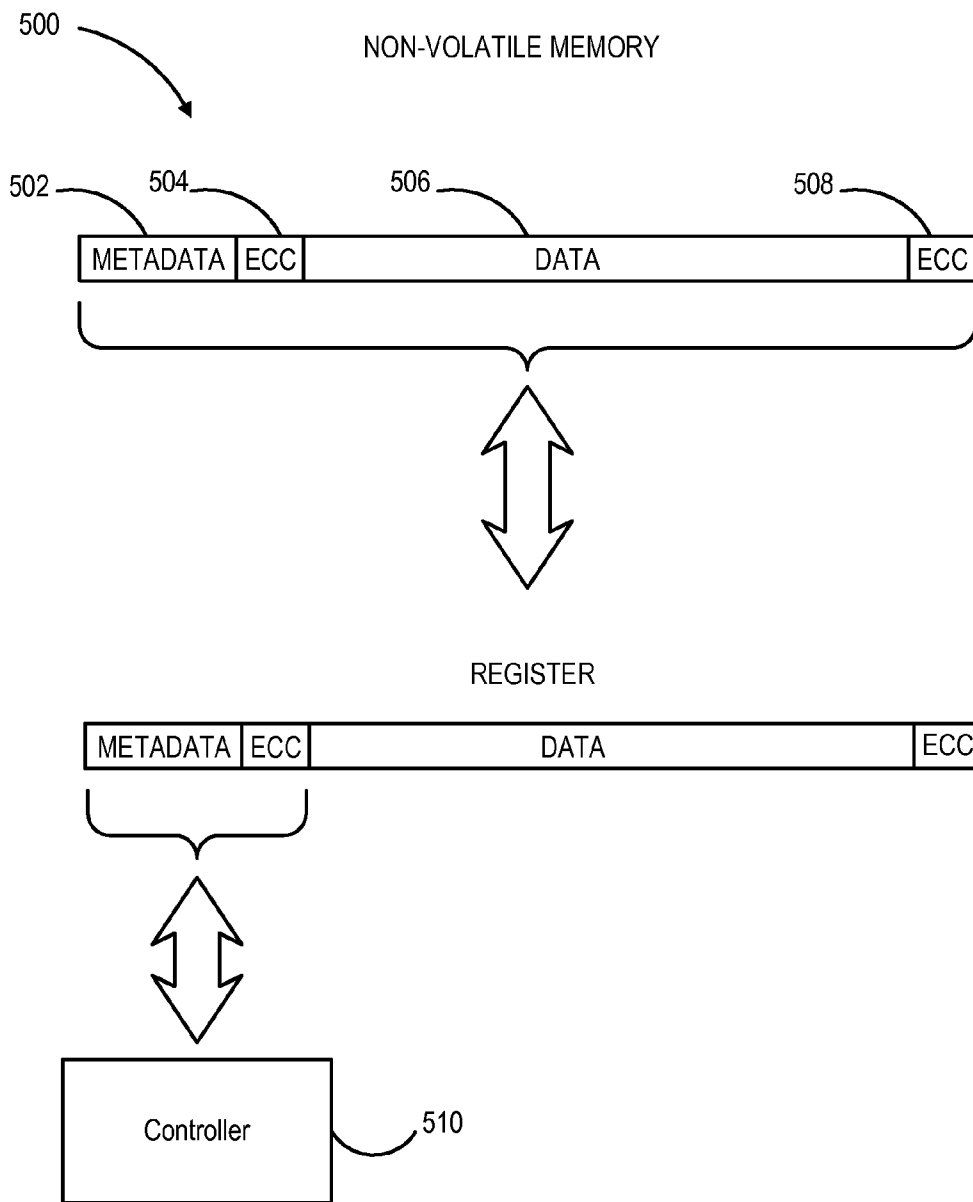 500
NON-VOLATILE MEMORY
502 504 506 508
METADATA ECC DATA ECC
REGISTER
METADATA ECC DATA ECC
Controller 510